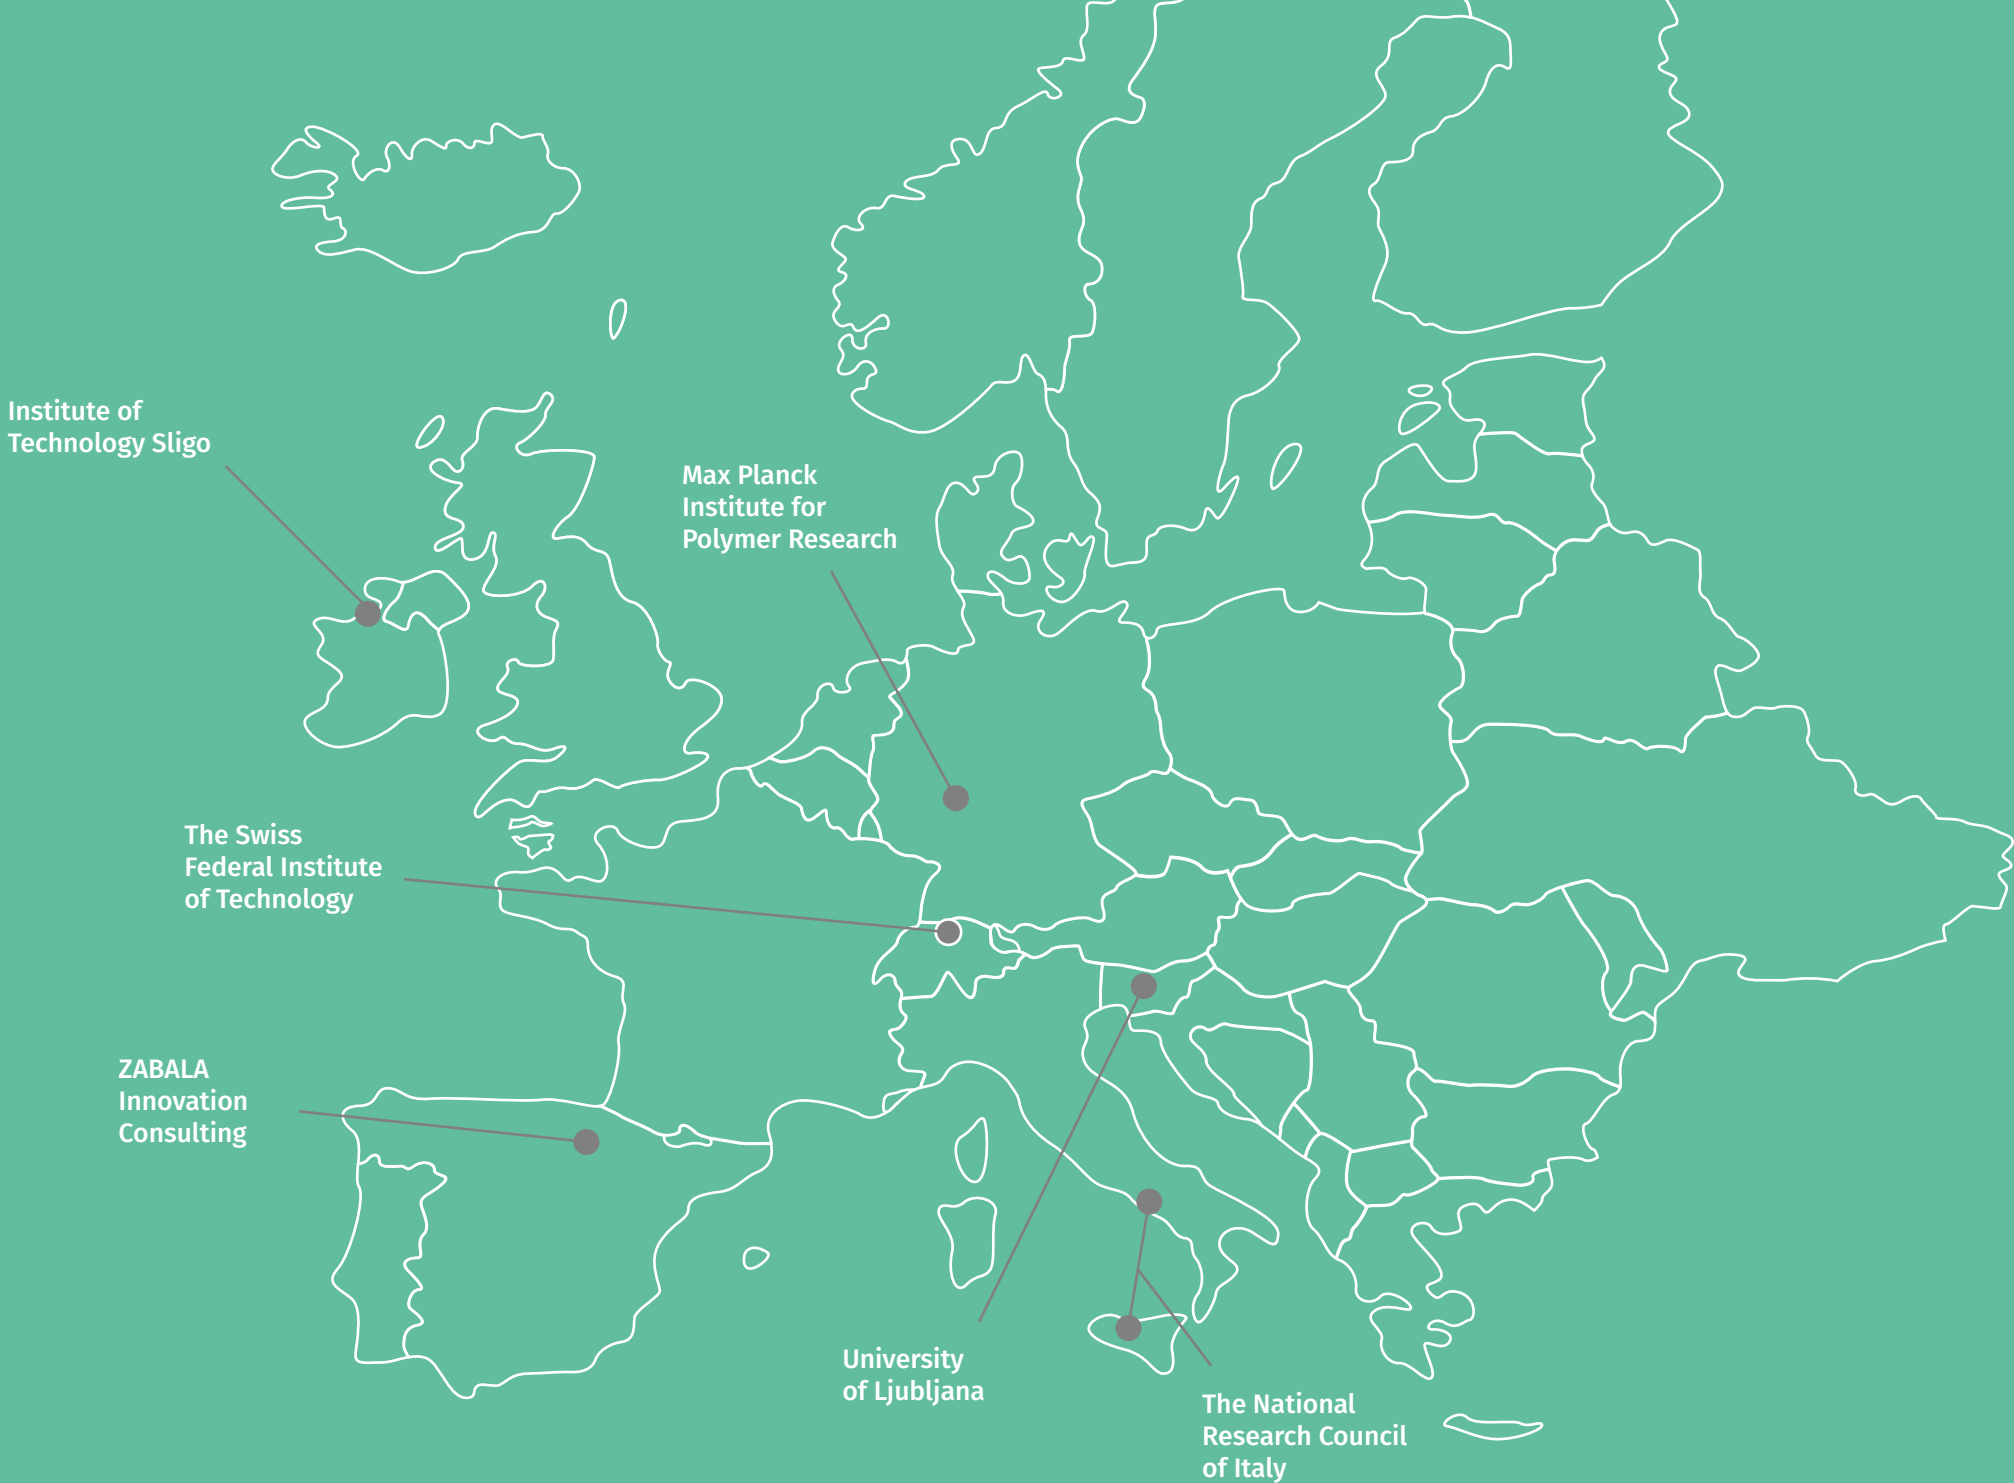 Institute of
Technology Sligo
Max Planck
Institute for
Polymer Research
The Swiss
Federal Institute
of Technology
ZABALA
Innovation
Consulting
University
of Ljubljana
The National
Research Council
of Italy